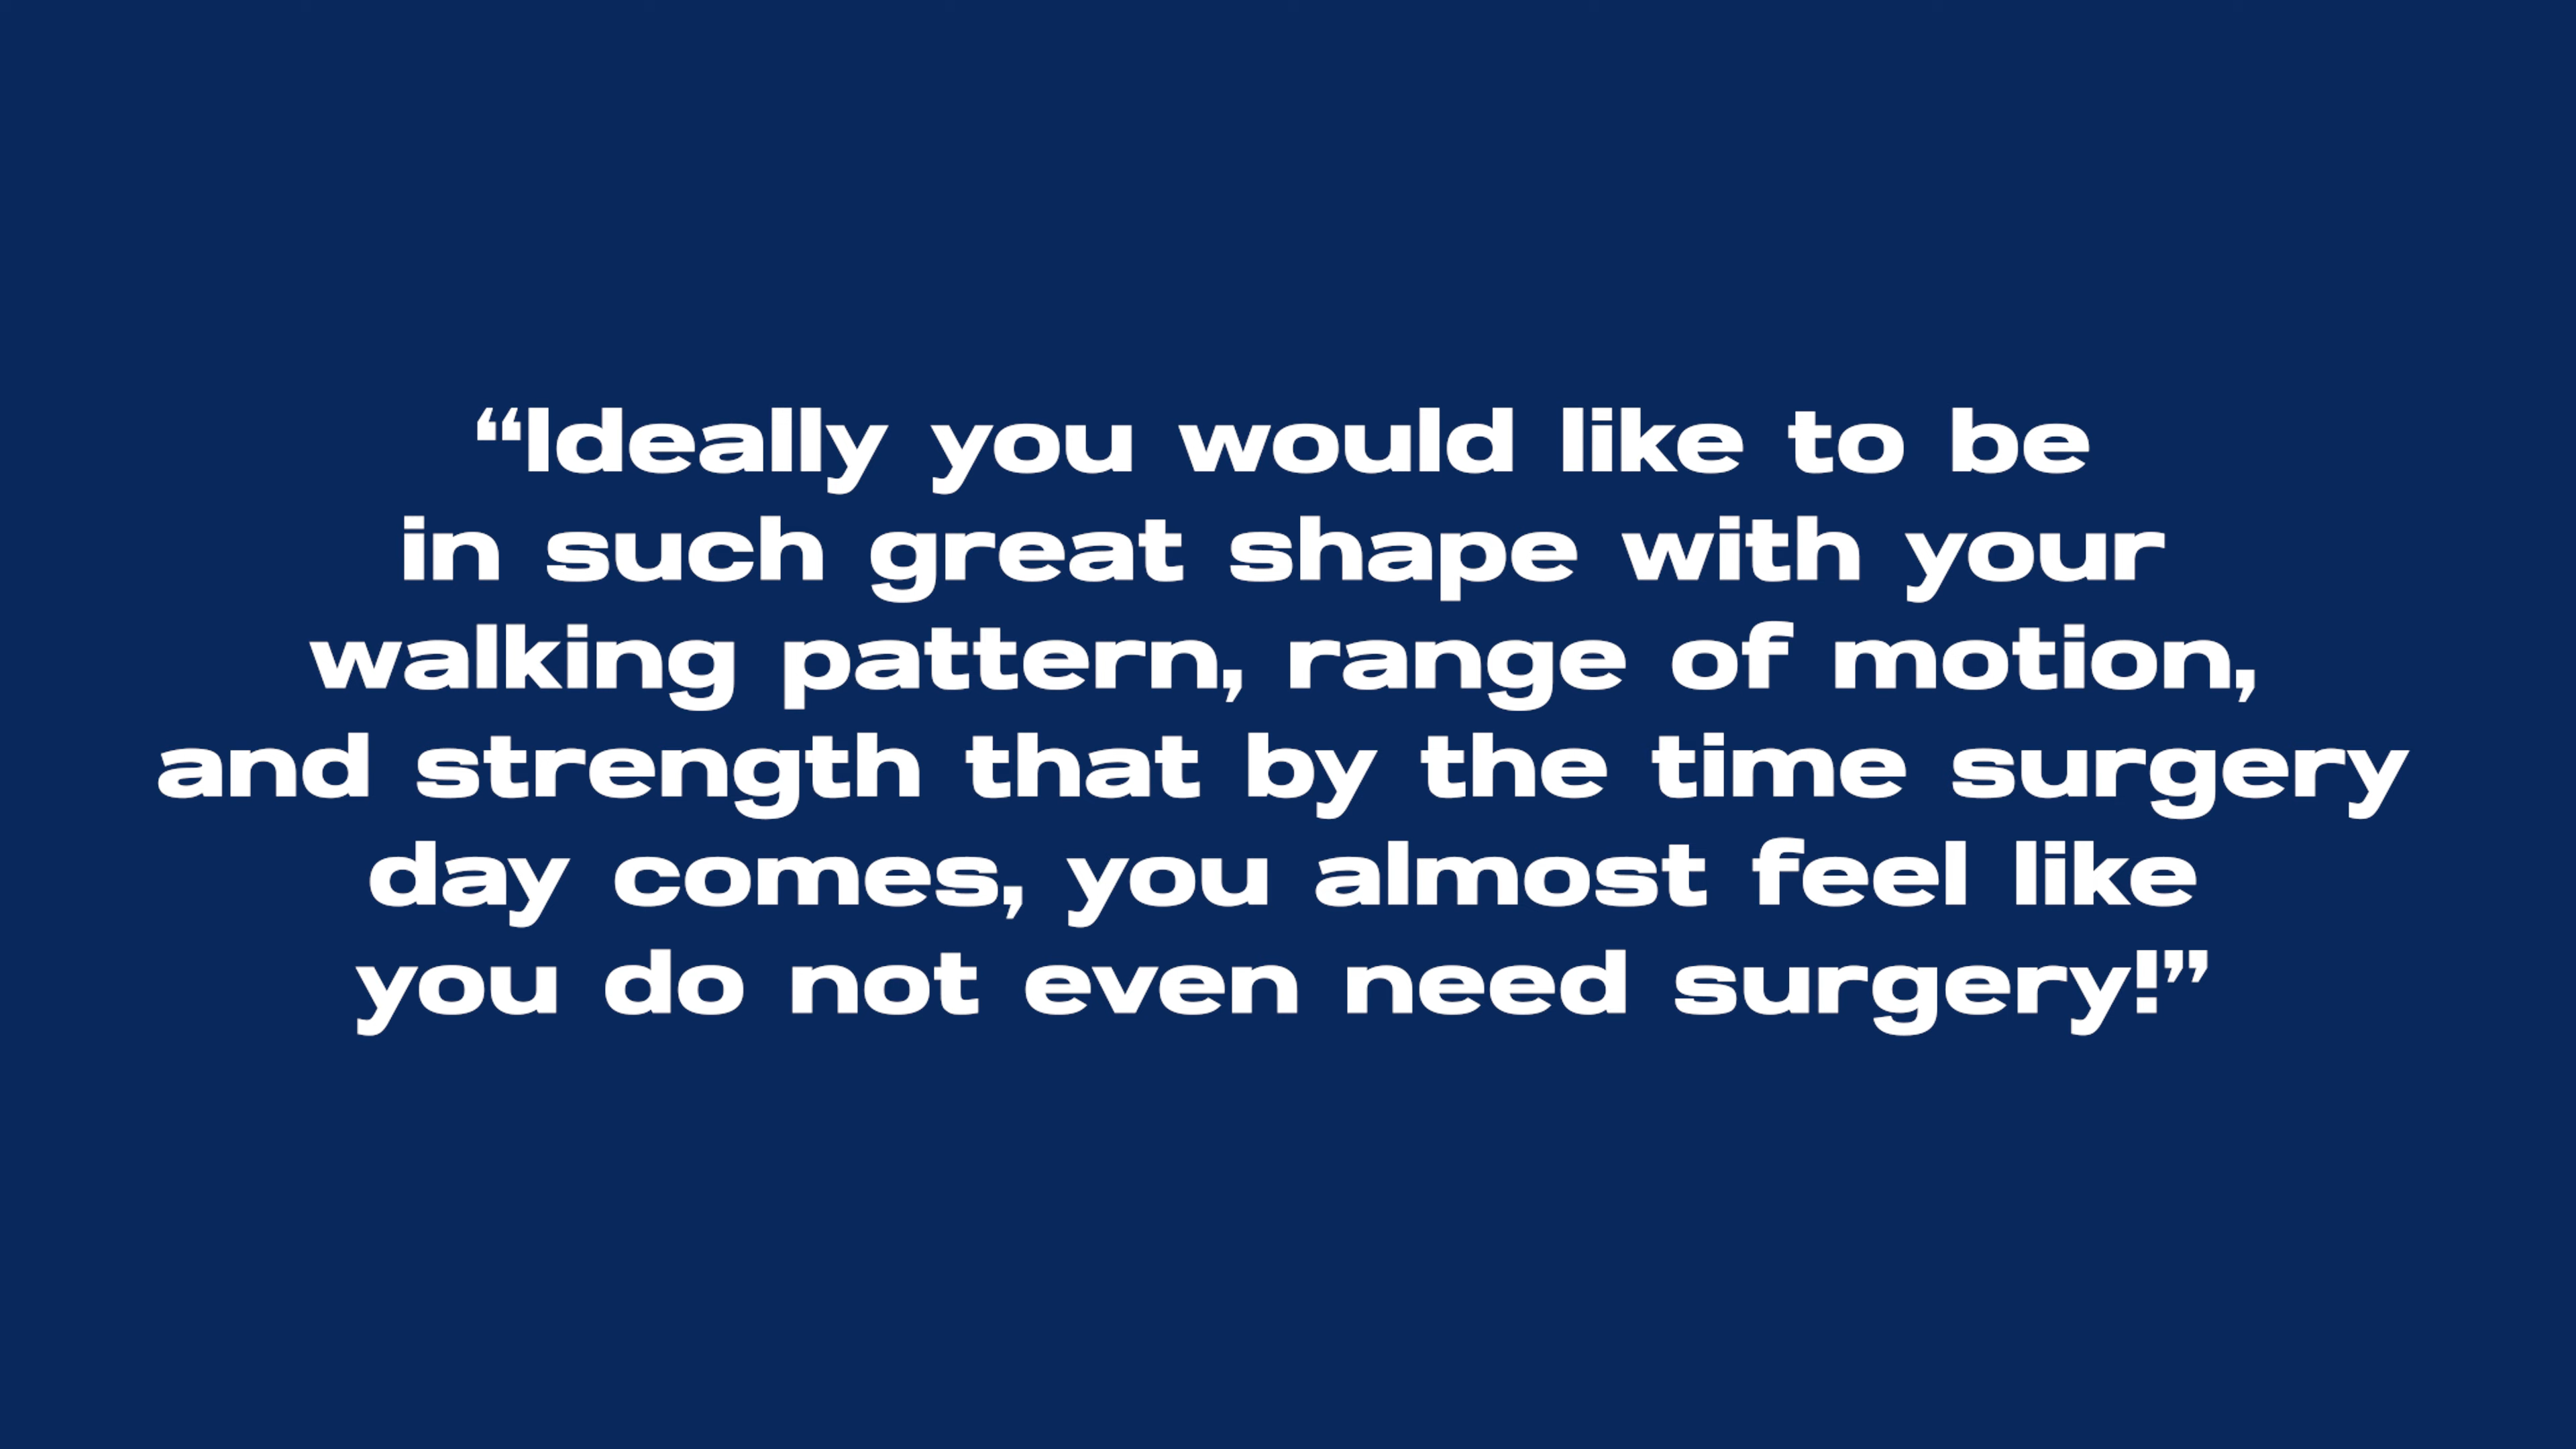 “Ideally you would like to be
in such great shape with your
walking pattern, range of motion,
and strength that by the time surgery
day comes, you almost feel like
you do not even need surgery!”